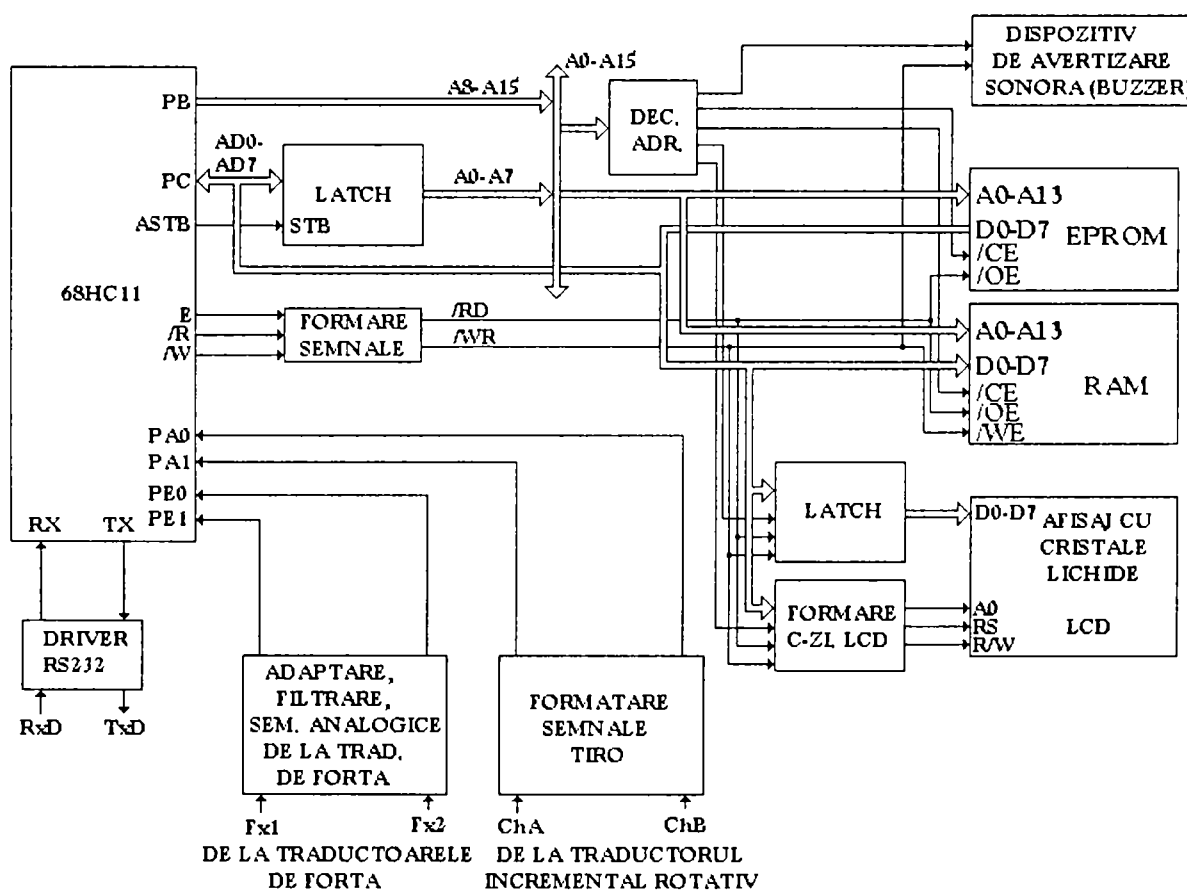 DISPOZITIV
DE AVERTIZARE
SONORA (BUZZER)
A0-A15
A8-A15
PB
DEC.
ADR.
AD0-
AD7
PC
LATCH
A0-A7
A0-A13
ASTB
STB
D0-D7
EPROM
/CE
/OE
68HC11
E
/R
/W
FORMARE
SEMNALE
/RD
/WR
A0-A13
D0-D7
RAM
/CE
/OE
/WE
PA0
PA1
PE0
PE1
RX
TX
LATCH
D0-D7
AFISAJ CU
CRISTALE
LICHIDE
LCD
FORMARE
C-ZI, LCD
A0
RS
R/W
DRIVER
RS232
RxD
TxD
ADAPTARE,
FILTRARE,
SEM. ANALOGICE
DE LA TRAD.
DE FORTA
FORMATARE
SEMNALE
TIRO
Fx1
Fx2
ChA
ChB
DE LA TRADUCTOARELE
DE FORTA
DE LA TRADUCTORUL
INCREMENTAL ROTATIV